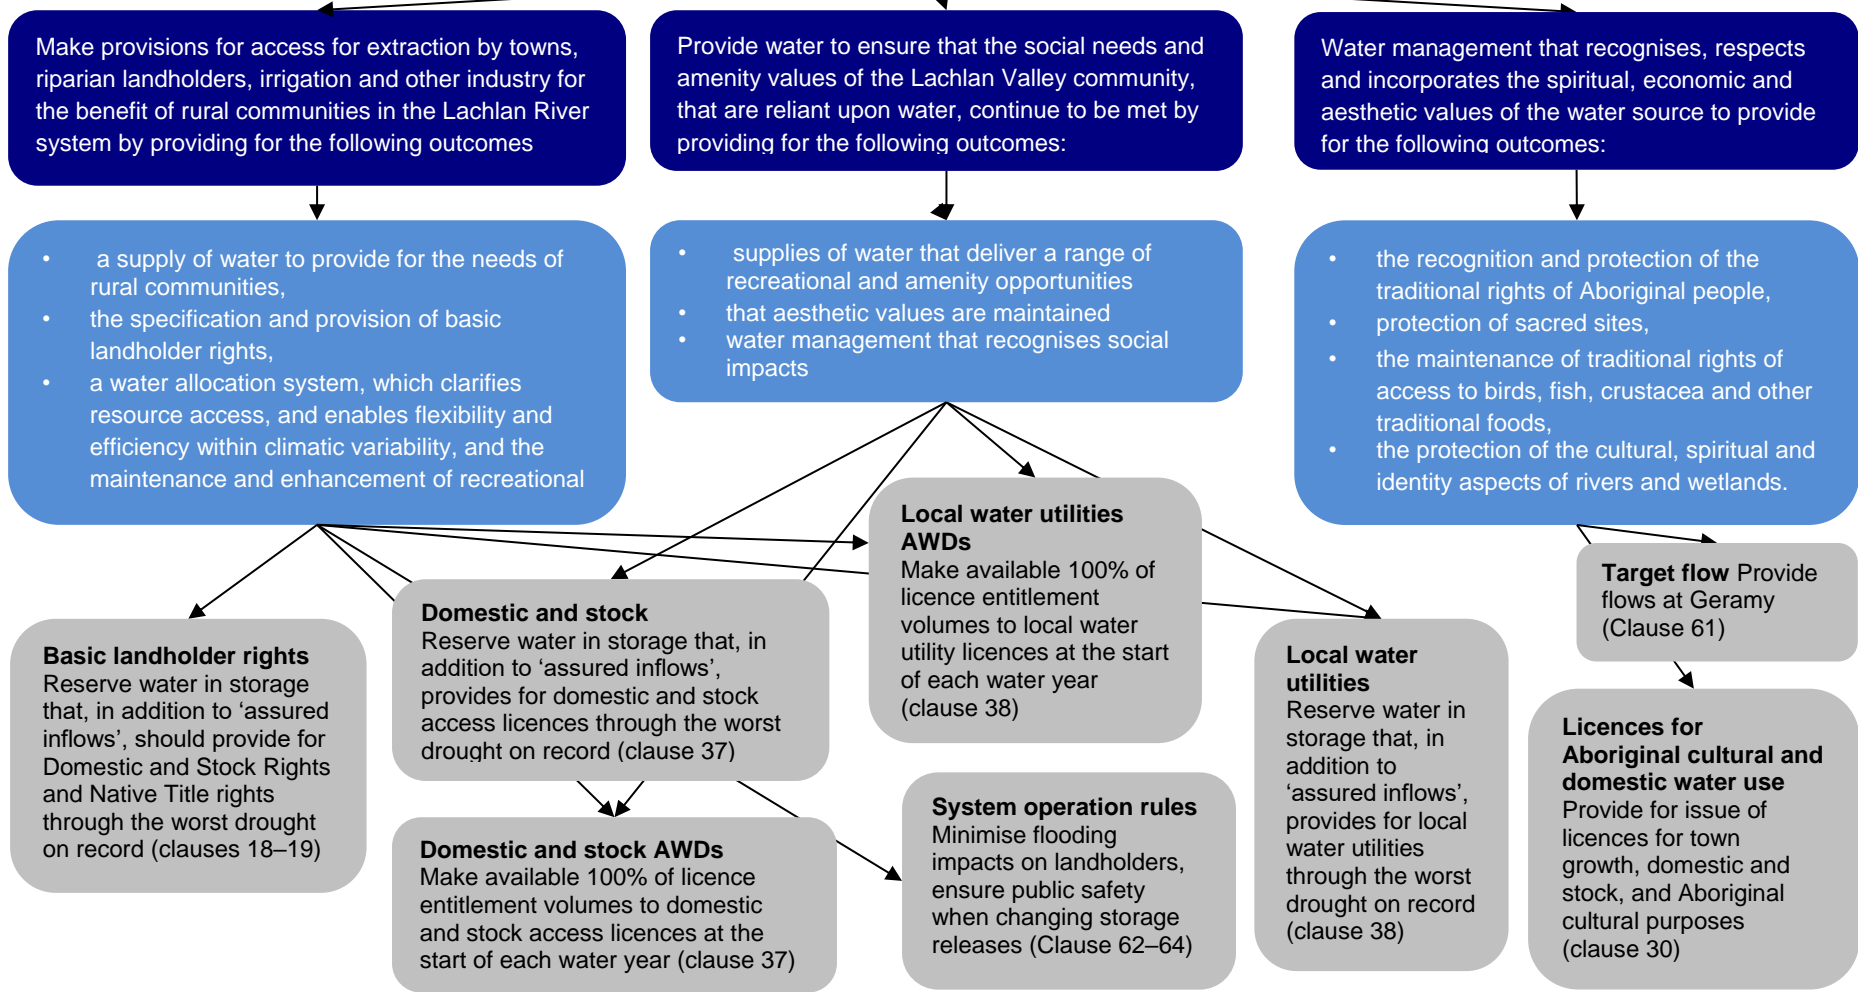 Make provisions for access for extraction by towns,
riparian landholders, irrigation and other industry for
the benefit of rural communities in the Lachlan River
system by providing for the following outcomes
Provide water to ensure that the social needs and
amenity values of the Lachlan Valley community,
that are reliant upon water, continue to be met by
providing for the following outcomes:
Water management that recognises, respects
and incorporates the spiritual, economic and
aesthetic values of the water source to provide
for the following outcomes:
• a supply of water to provide for the needs of
rural communities,
• the specification and provision of basic
landholder rights,
• a water allocation system, which clarifies
resource access, and enables flexibility and
efficiency within climatic variability, and the
maintenance and enhancement of recreational
• supplies of water that deliver a range of
recreational and amenity opportunities
• that aesthetic values are maintained
• water management that recognises social
impacts
• the recognition and protection of the
traditional rights of Aboriginal people,
• protection of sacred sites,
• the maintenance of traditional rights of
access to birds, fish, crustacea and other
traditional foods,
• the protection of the cultural, spiritual and
identity aspects of rivers and wetlands.
Basic landholder rights
Reserve water in storage
that, in addition to ‘assured
inflows’, should provide for
Domestic and Stock Rights
and Native Title rights
through the worst drought
on record (clauses 18–19)
Domestic and stock
Reserve water in storage that, in
addition to ‘assured inflows’,
provides for domestic and stock
access licences through the worst
drought on record (clause 37)
Domestic and stock AWDs
Make available 100% of licence
entitlement volumes to domestic
and stock access licences at the
start of each water year (clause 37)
Local water utilities
AWDs
Make available 100% of
licence entitlement
volumes to local water
utility licences at the start
of each water year
(clause 38)
System operation rules
Minimise flooding
impacts on landholders,
ensure public safety
when changing storage
releases (Clause 62–64)
Local water
utilities
Reserve water in
storage that, in
addition to
‘assured inflows’,
provides for local
water utilities
through the worst
drought on record
(clause 38)
Target flow Provide
flows at Geramy
(Clause 61)
Licences for
Aboriginal cultural and
domestic water use
Provide for issue of
licences for town
growth, domestic and
stock, and Aboriginal
cultural purposes
(clause 30)